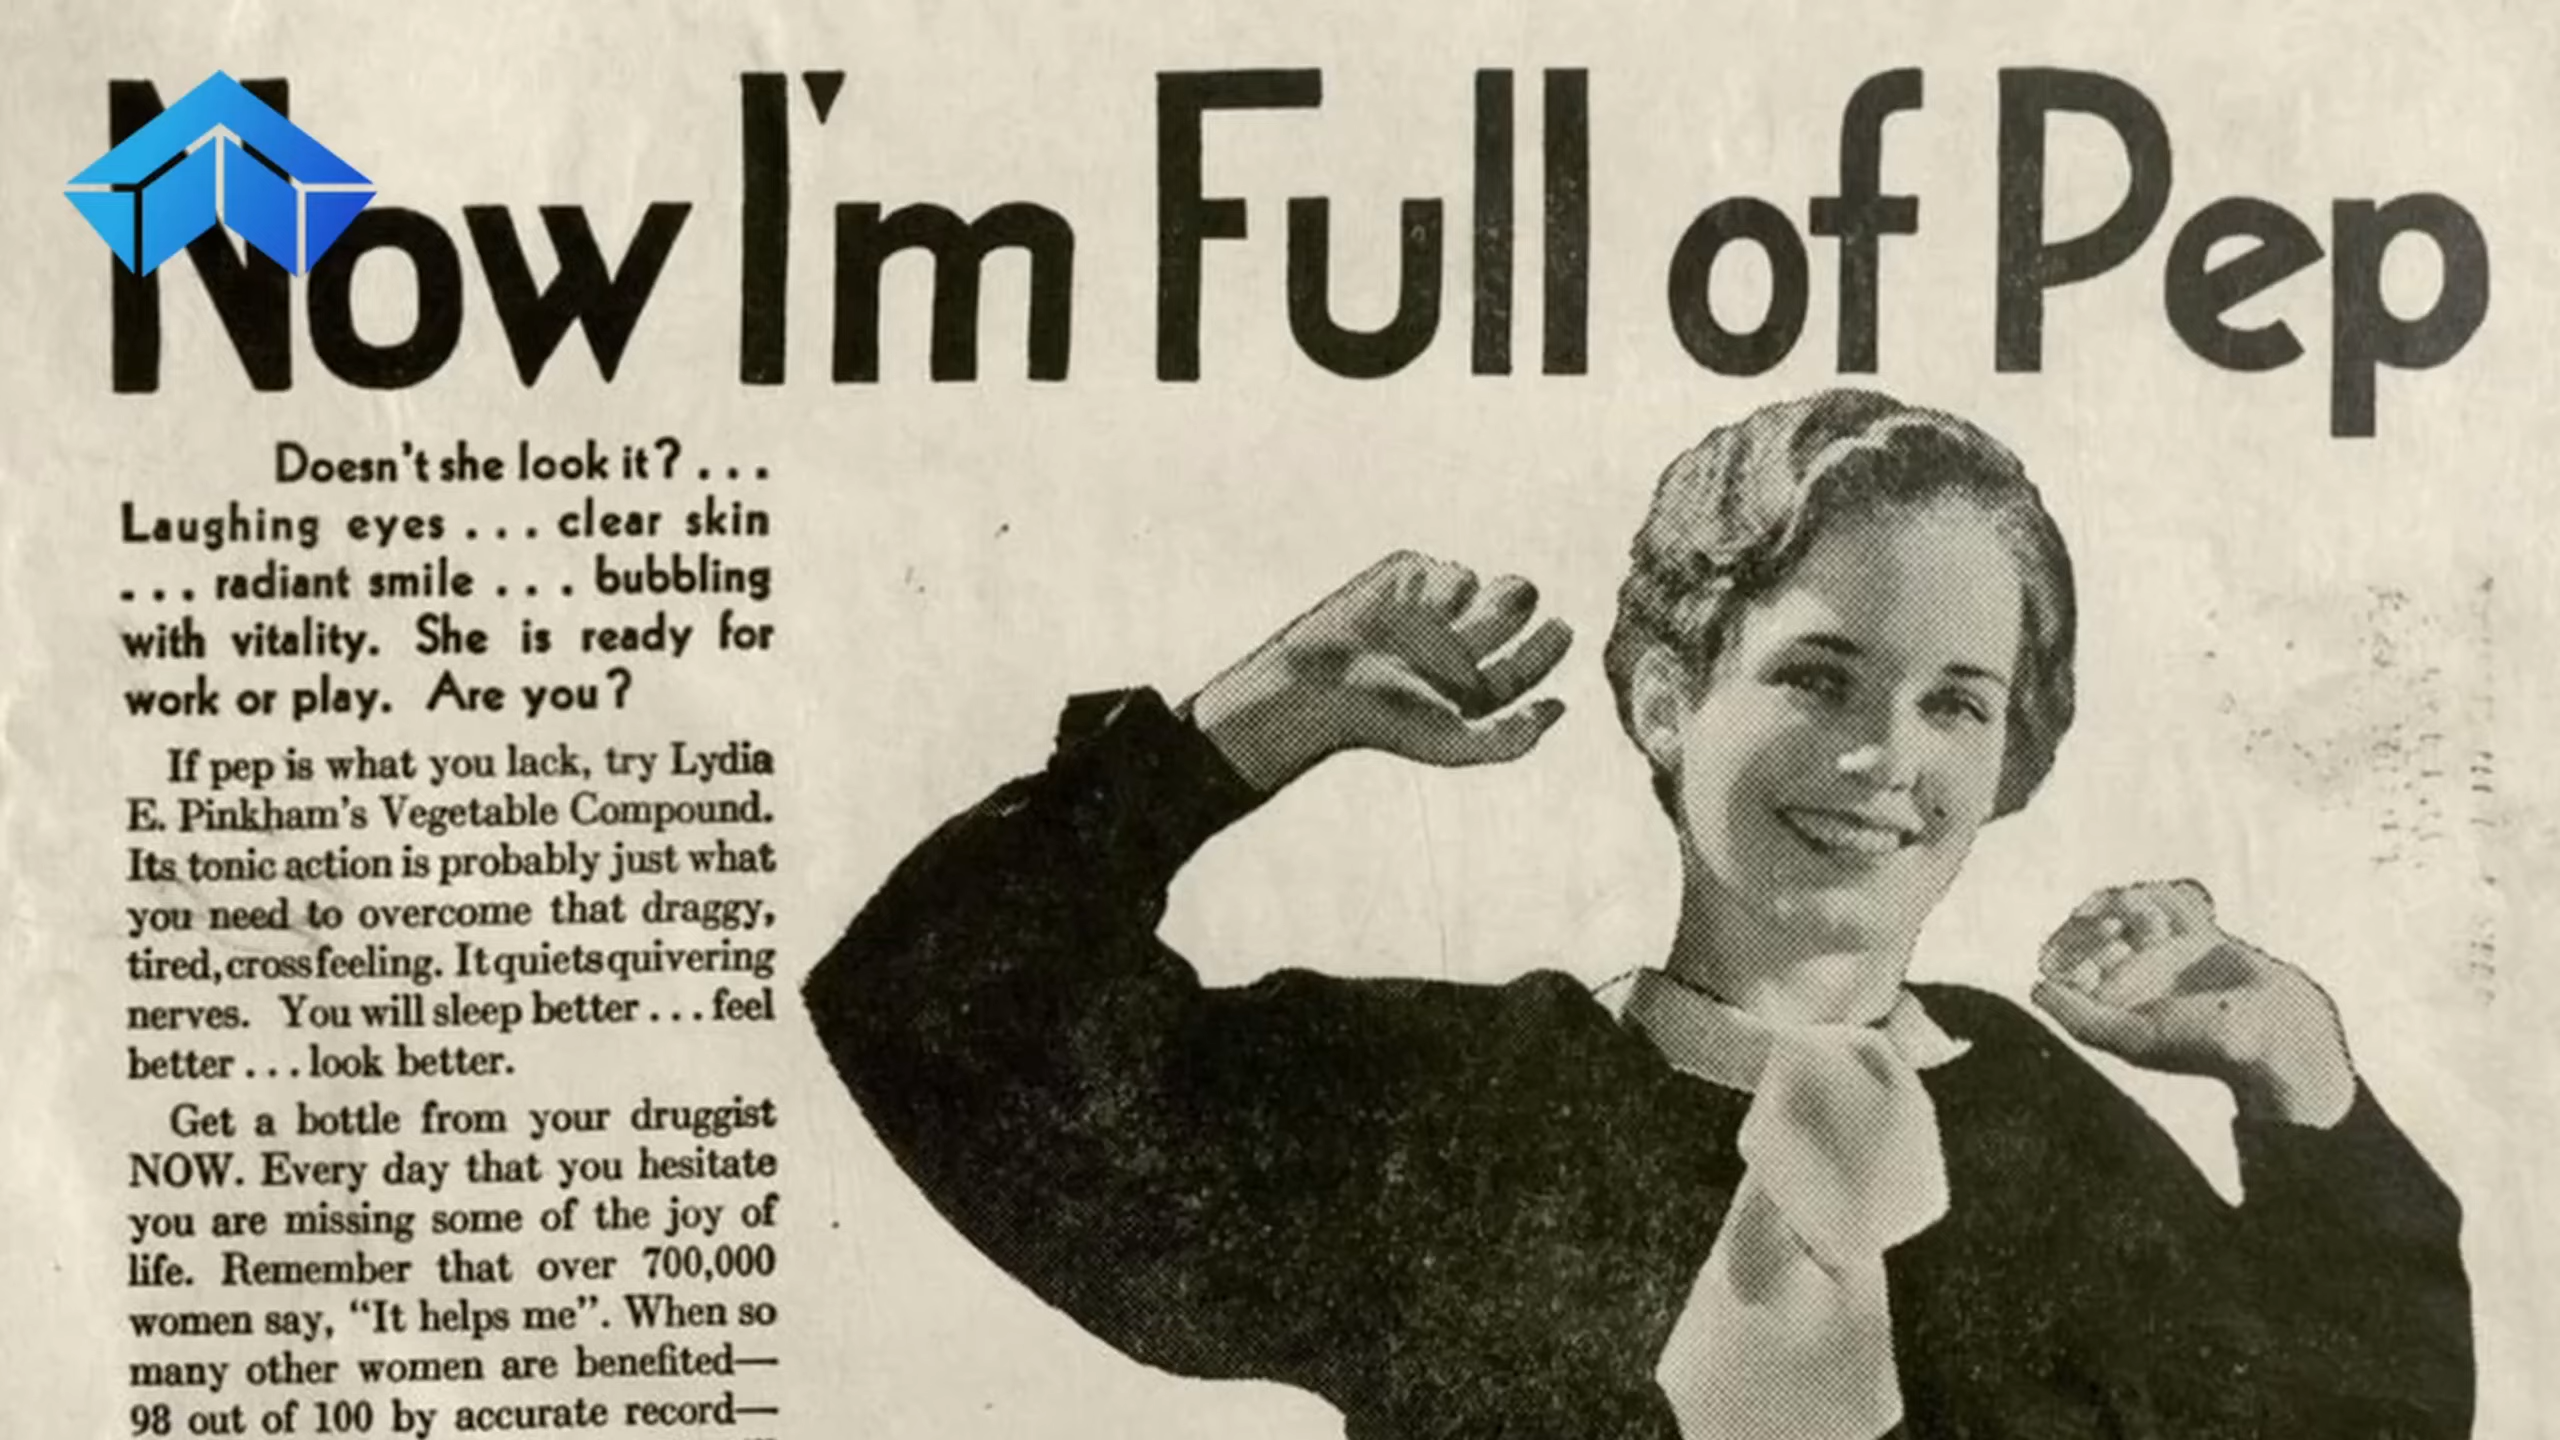 Now I'm Full of Pep
Doesn't she look it? . . .
Laughing eyes . . . clear skin
. . . radiant smile . . . bubbling
with vitality. She is ready for
work or play. Are you?
If pep is what you lack, try Lydia
E. Pinkham's Vegetable Compound.
Its tonic action is probably just what
you need to overcome that draggy,
tired, cross feeling. It quiets quivering
nerves. You will sleep better . . . feel
better . . . look better.
Get a bottle from your druggist
NOW. Every day that you hesitate
you are missing some of the joy of
life. Remember that over 700,000
women say, “It helps me”. When so
many other women are benefited—
98 out of 100 by accurate record—